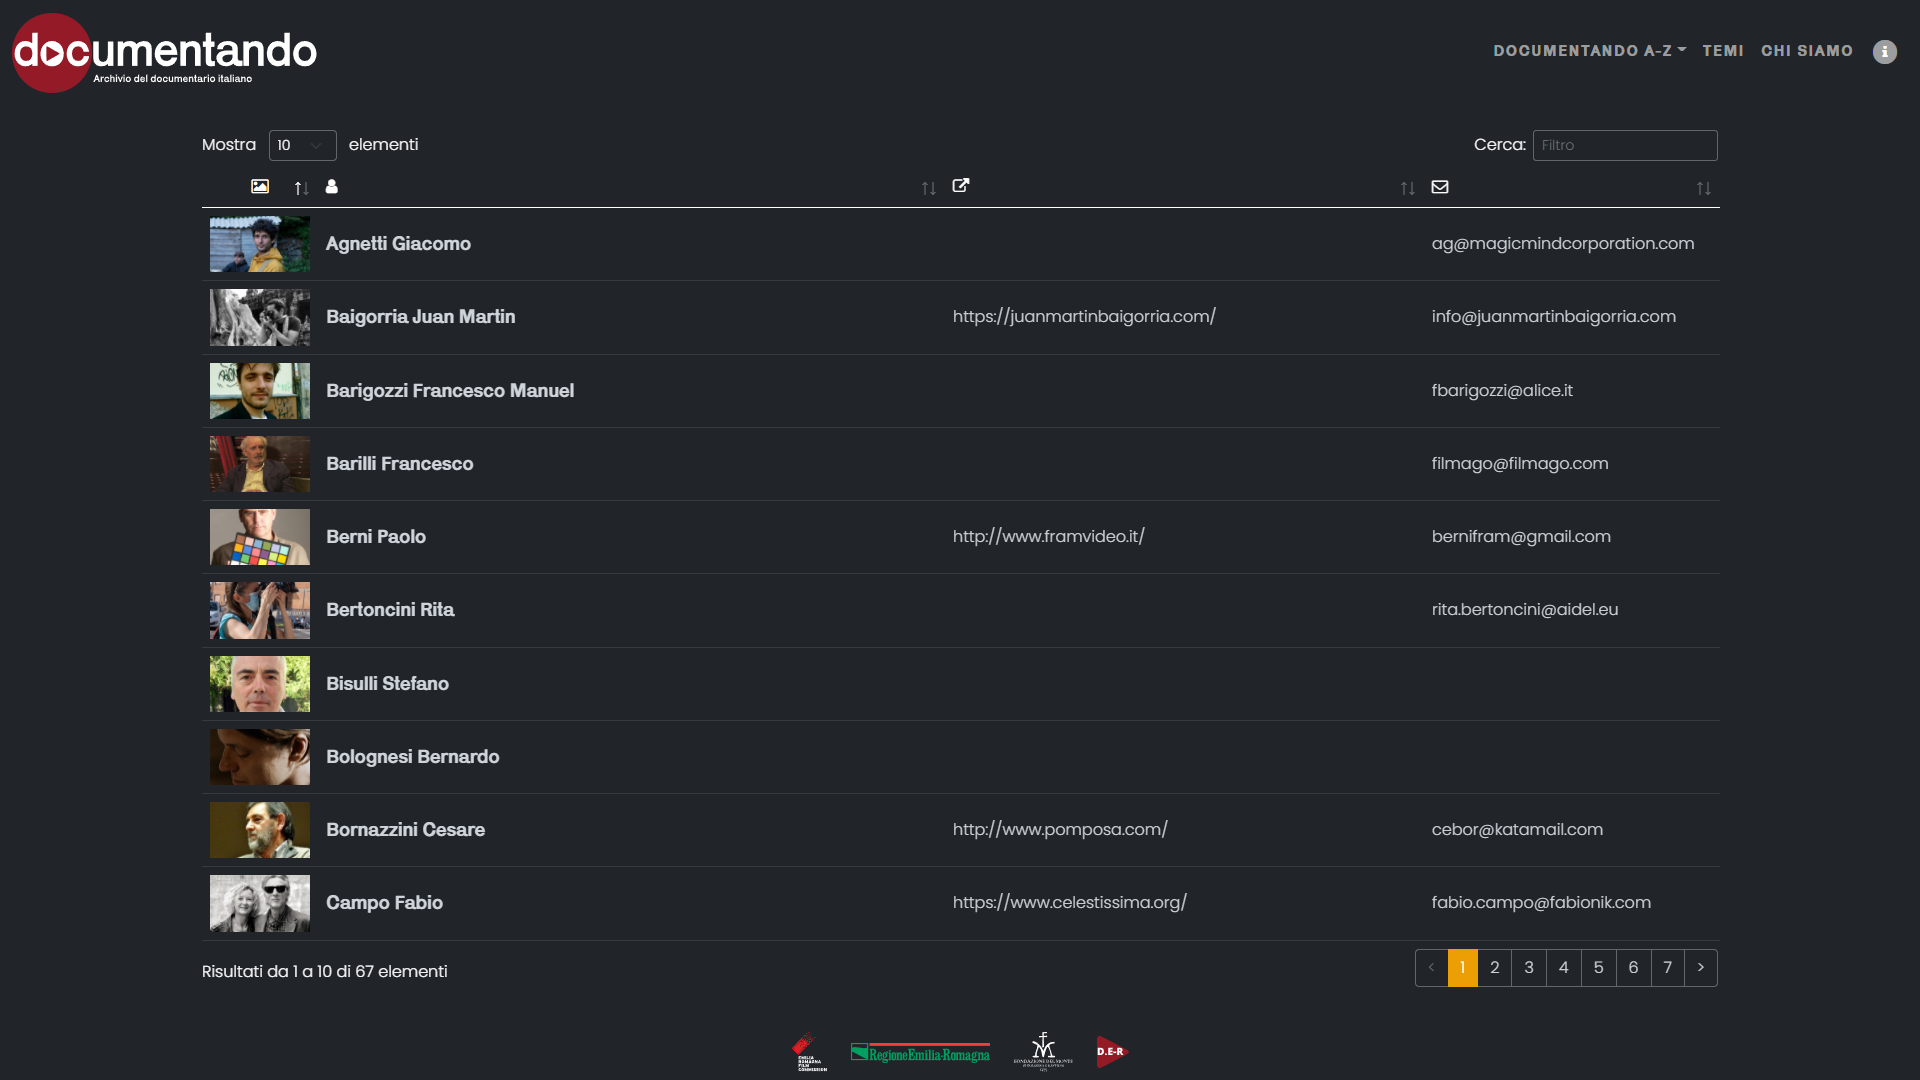 documentando
Archivio del documentario italiano
DOCUMENTANDO A-Z
TEMI
CHI SIAMO
Mostra 10 elementi
Cerca: Filtro
Agnetti Giacomo ag@magicmindcorporation.com
Baigorria Juan Martin https://juanmartinbaigorria.com/ info@juanmartinbaigorria.com
Barigozzi Francesco Manuel fbarigozzi@alice.it
Barilli Francesco filmago@filmago.com
Berni Paolo http://www.framvideo.it/ bernifram@gmail.com
Bertoncini Rita rita.bertoncini@aidel.eu
Bisulli Stefano
Bolognesi Bernardo
Bornazzini Cesare http://www.pomposa.com/ cebor@katamail.com
Campo Fabio https://www.celestissima.org/ fabio.campo@fabionik.com
Risultati da 1 a 10 di 67 elementi
< 1 2 3 4 5 6 7 >
EMILIA
ROMAGNA
FILM
COMMISSION
RegioneEmilia-Romagna
FONDAZIONE DEL MONTE
D.E-R